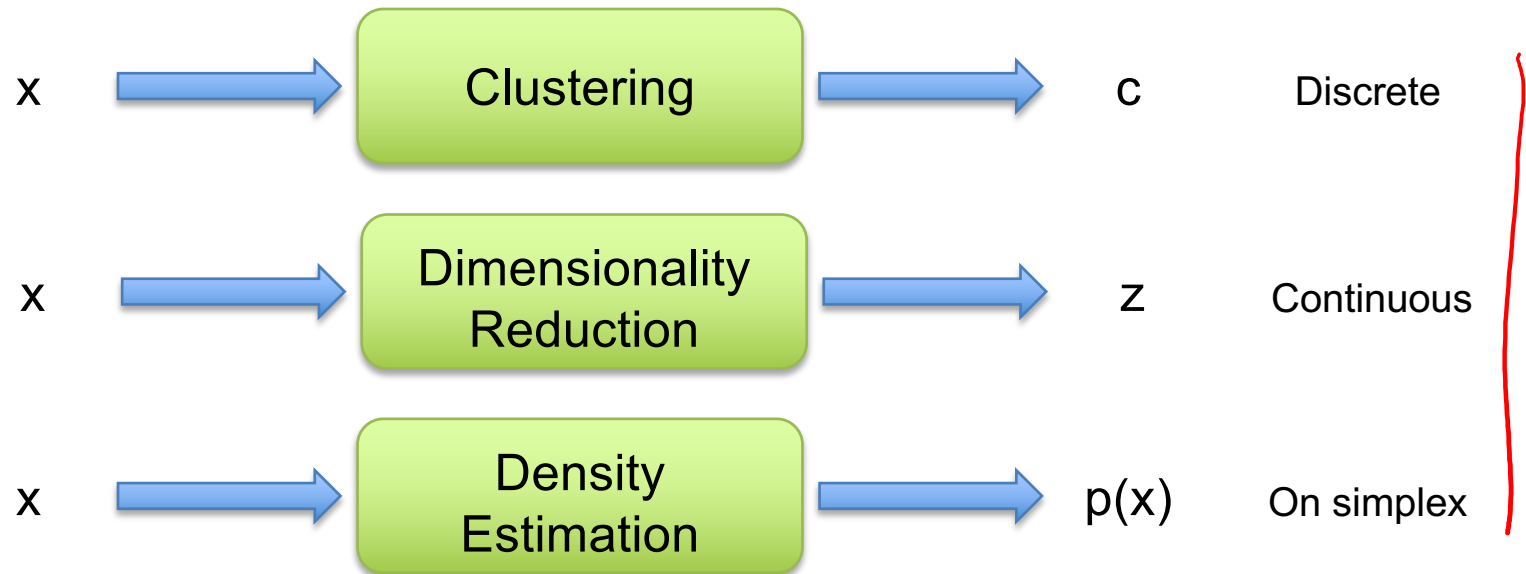 x Clustering c Discrete
x Dimensionality Reduction z Continuous
x Density Estimation p(x) On simplex